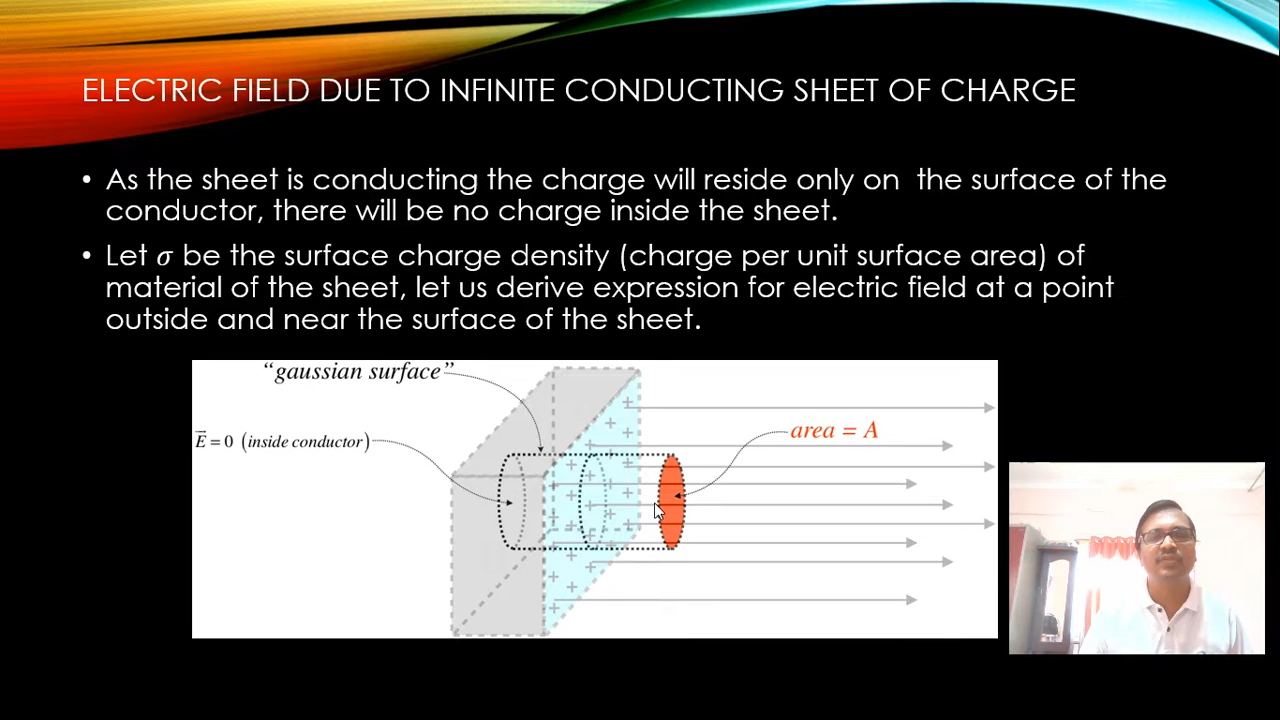 ELECTRIC FIELD DUE TO INFINITE CONDUCTING SHEET OF CHARGE
• As the sheet is conducting the charge will reside only on the surface of the
conductor, there will be no charge inside the sheet.
• Let σ be the surface charge density (charge per unit surface area) of
material of the sheet, let us derive expression for electric field at a point
outside and near the surface of the sheet.
“gaussian surface”
E⃗ = 0 (inside conductor)
area = A